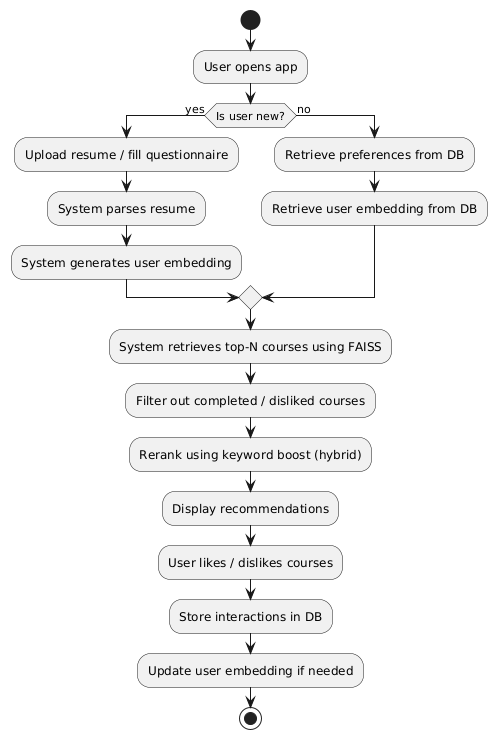 User opens app
yes
Is user new?
no
Upload resume / fill questionnaire
Retrieve preferences from DB
System parses resume
Retrieve user embedding from DB
System generates user embedding
System retrieves top-N courses using FAISS
Filter out completed / disliked courses
Rerank using keyword boost (hybrid)
Display recommendations
User likes / dislikes courses
Store interactions in DB
Update user embedding if needed